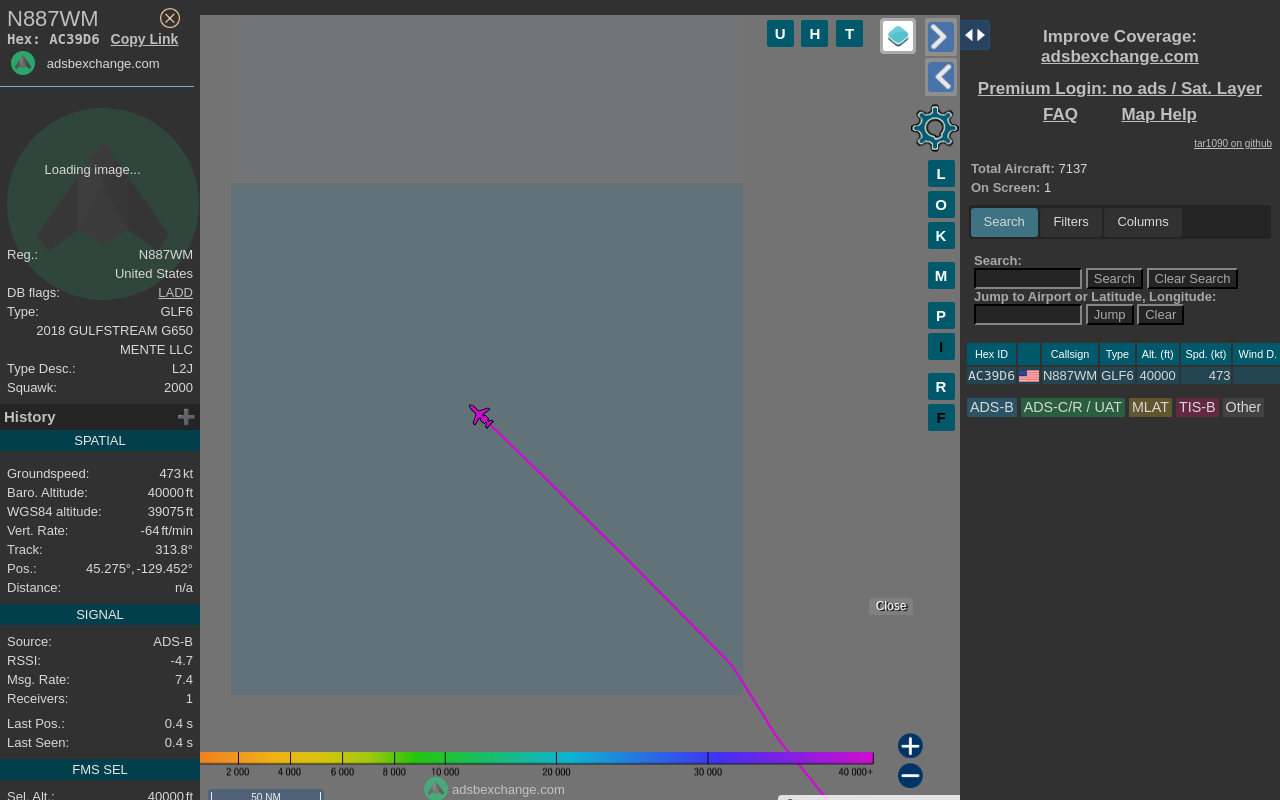 N887WM
Hex: AC39D6 Copy Link
adsbexchange.com
Loading image...
Reg.: N887WM
United States
DB flags: LADD
Type: GLF6
2018 GULFSTREAM G650
MENTE LLC
Type Desc.: L2J
Squawk: 2000
History
SPATIAL
Groundspeed: 473 kt
Baro. Altitude: 40000 ft
WGS84 altitude: 39075 ft
Vert. Rate: -64 ft/min
Track: 313.8°
Pos.: 45.275°, -129.452°
Distance: n/a
SIGNAL
Source: ADS-B
RSSI: -4.7
Msg. Rate: 7.4
Receivers: 1
Last Pos.: 0.4 s
Last Seen: 0.4 s
FMS SEL
Sel. Alt.: 40000 ft
U H T
L
O
K
M
P
I
R
F
Close
2 000 4 000 6 000 8 000 10 000 20 000 30 000 40 000+
adsbexchange.com
50 NM
Improve Coverage:
adsbexchange.com
Premium Login: no ads / Sat. Layer
FAQ Map Help
tar1090 on github
Total Aircraft: 7137
On Screen: 1
Search Filters Columns
Search:
Search Clear Search
Jump to Airport or Latitude, Longitude:
Jump Clear
Hex ID Callsign Type Alt. (ft) Spd. (kt) Wind D.
AC39D6 N887WM GLF6 40000 473
ADS-B ADS-C/R / UAT MLAT TIS-B Other